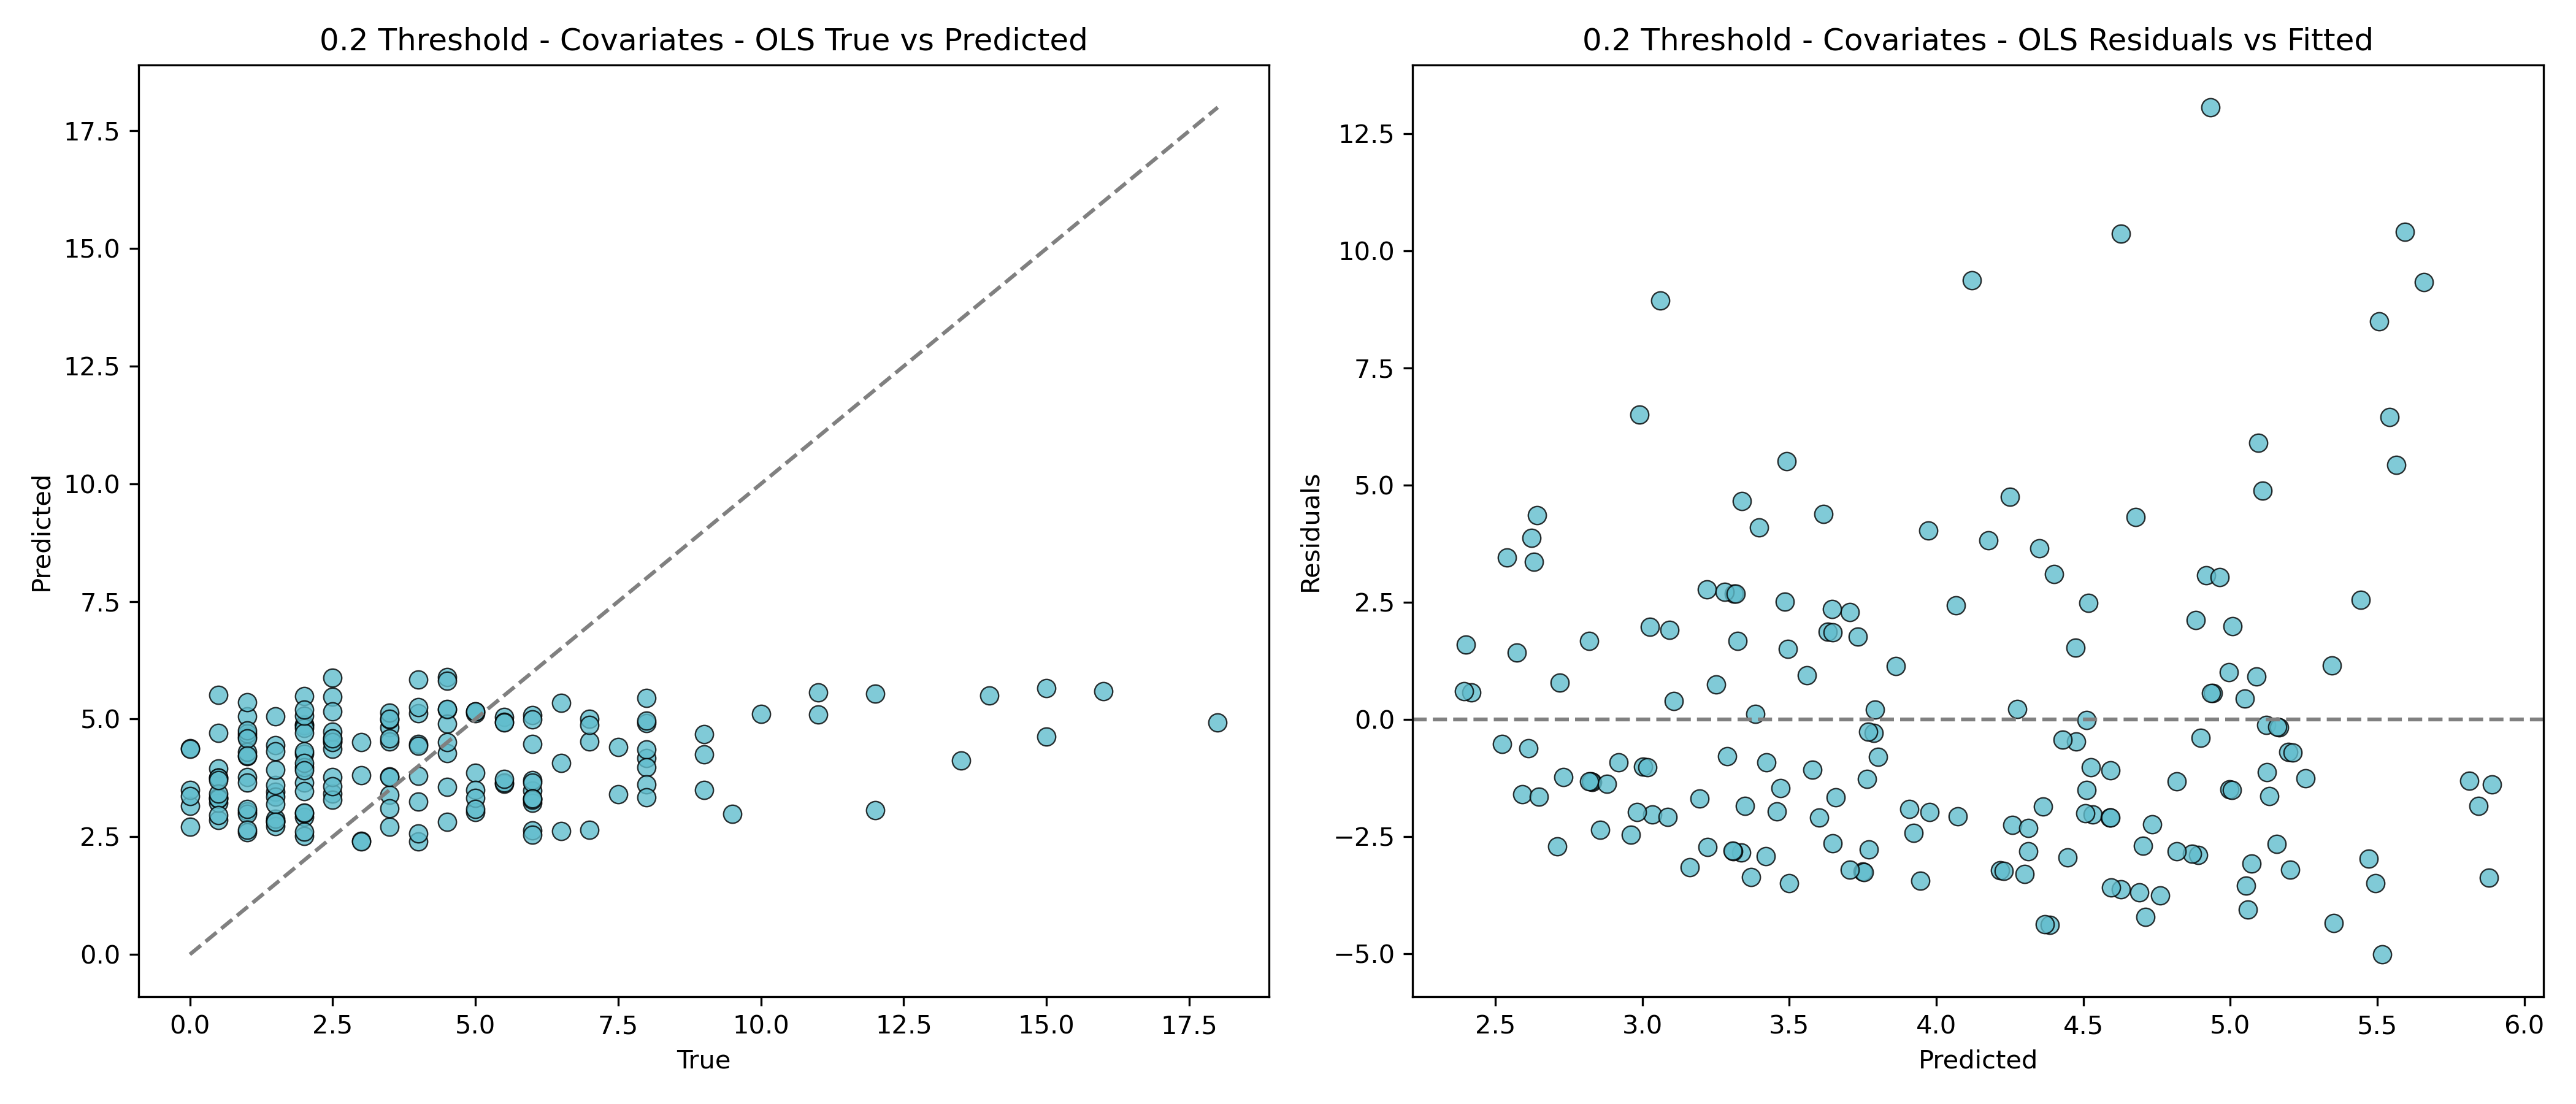 0.2 Threshold - Covariates - OLS True vs Predicted
Predicted
17.5
15.0
12.5
10.0
7.5
5.0
2.5
0.0
0.0 2.5 5.0 7.5 10.0 12.5 15.0 17.5
True
0.2 Threshold - Covariates - OLS Residuals vs Fitted
Residuals
12.5
10.0
7.5
5.0
2.5
0.0
−2.5
−5.0
2.5 3.0 3.5 4.0 4.5 5.0 5.5 6.0
Predicted